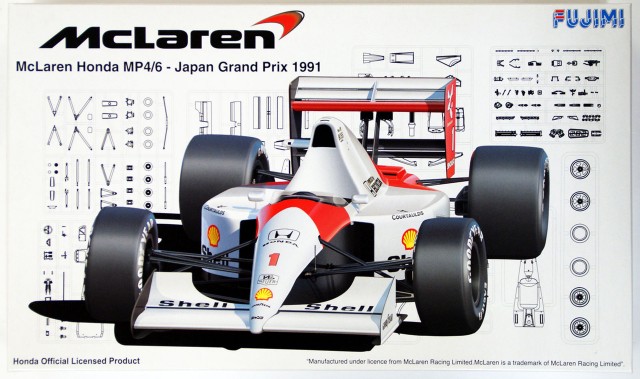 McLaren
FUJIMI
McLaren Honda MP4/6 - Japan Grand Prix 1991
COURTAULDS
Shell
HONDA
1
Shell
Shell
Honda Official Licensed Product
"Manufactured under licence from McLaren Racing Limited.McLaren is a trademark of McLaren Racing Limited".